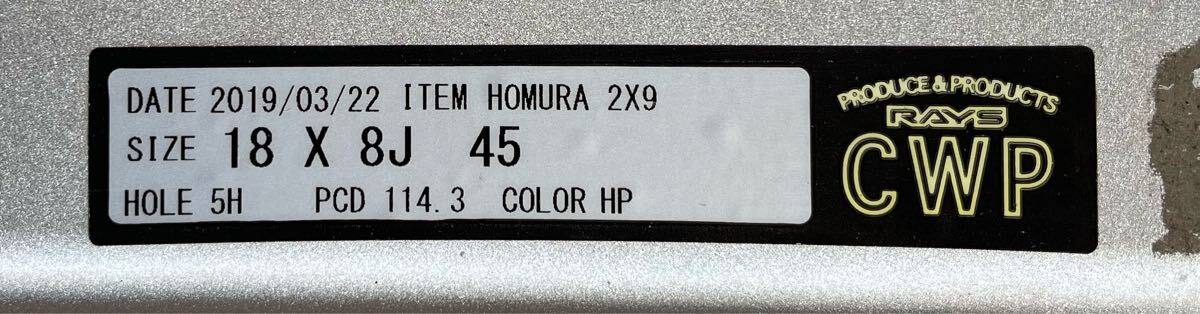 DATE 2019/03/22 ITEM HOMURA 2X9
SIZE 18 X 8J 45
HOLE 5H PCD 114.3 COLOR HP
PRODUCE & PRODUCTS
RAYS
CWP